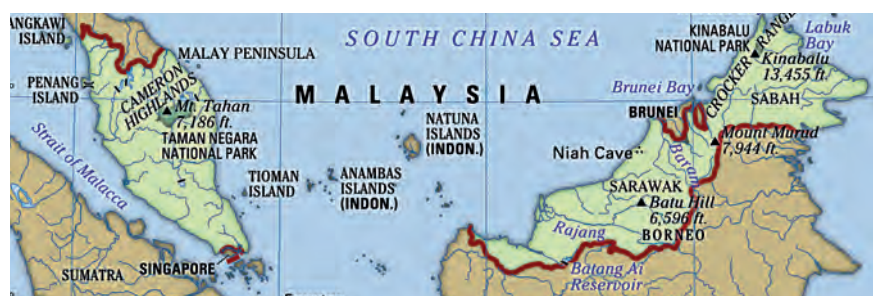 ANGKAWI
ISLAND
MALAY PENINSULA
SOUTH CHINA SEA
KINABALU
NATIONAL PARK
Labuk
Bay
CROCKER RANGE
Kinabalu
13,455 ft.
PENANG
ISLAND
CAMERON
HIGHLANDS
Mt. Tahan
7,186 ft.
TAMAN NEGARA
NATIONAL PARK
MALAYSIA
Brunei Bay
BRUNEI
SABAH
NATUNA
ISLANDS
(INDON.)
Mount Murud
7,944 ft.
Strait of Malacca
Niah Cave
Baram
TIOMAN
ISLAND
ANAMBAS
ISLANDS
(INDON.)
SARAWAK
Batu Hill
6,596 ft.
Rajang
BORNEO
SUMATRA
SINGAPORE
Batang Ai
Reservoir